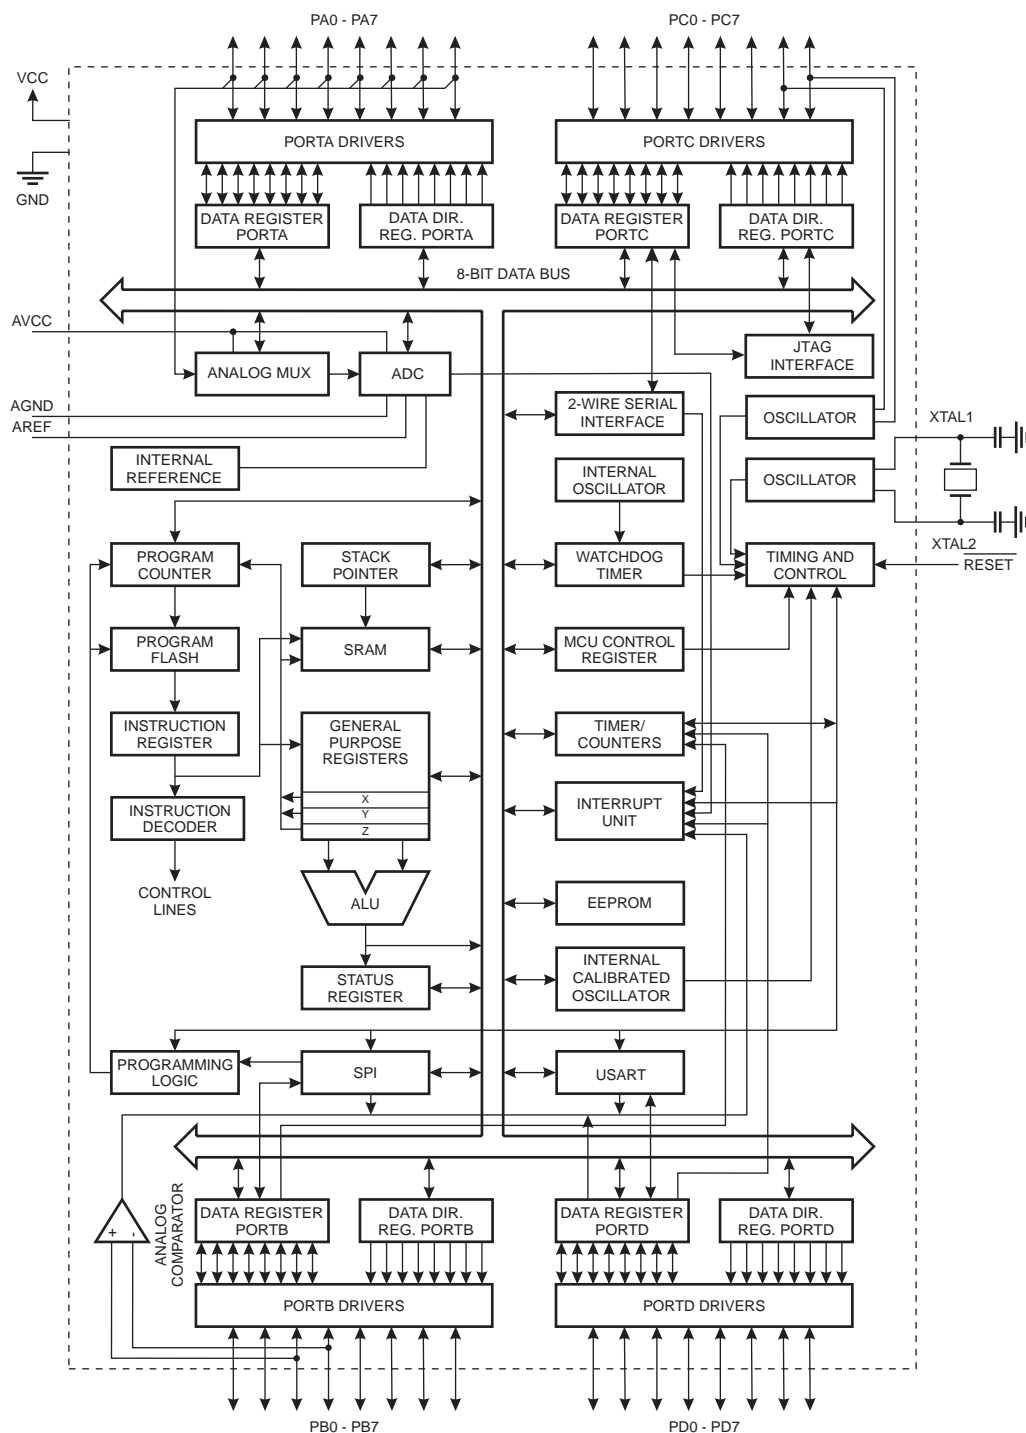 PA0 - PA7
PC0 - PC7
VCC
GND
PORTA DRIVERS
PORTC DRIVERS
DATA REGISTER
PORTA
DATA DIR.
REG. PORTA
DATA REGISTER
PORTC
DATA DIR.
REG. PORTC
8-BIT DATA BUS
AVCC
ANALOG MUX
ADC
JTAG
INTERFACE
AGND
AREF
2-WIRE SERIAL
INTERFACE
OSCILLATOR
XTAL1
INTERNAL
REFERENCE
INTERNAL
OSCILLATOR
OSCILLATOR
XTAL2
RESET
PROGRAM
COUNTER
STACK
POINTER
WATCHDOG
TIMER
TIMING AND
CONTROL
PROGRAM
FLASH
SRAM
MCU CONTROL
REGISTER
INSTRUCTION
REGISTER
GENERAL
PURPOSE
REGISTERS
X
Y
Z
TIMER/
COUNTERS
INSTRUCTION
DECODER
INTERRUPT
UNIT
CONTROL
LINES
ALU
EEPROM
STATUS
REGISTER
INTERNAL
CALIBRATED
OSCILLATOR
PROGRAMMING
LOGIC
SPI
USART
ANALOG
COMPARATOR
+
-
DATA REGISTER
PORTB
DATA DIR.
REG. PORTB
DATA REGISTER
PORTD
DATA DIR.
REG. PORTD
PORTB DRIVERS
PORTD DRIVERS
PB0 - PB7
PD0 - PD7